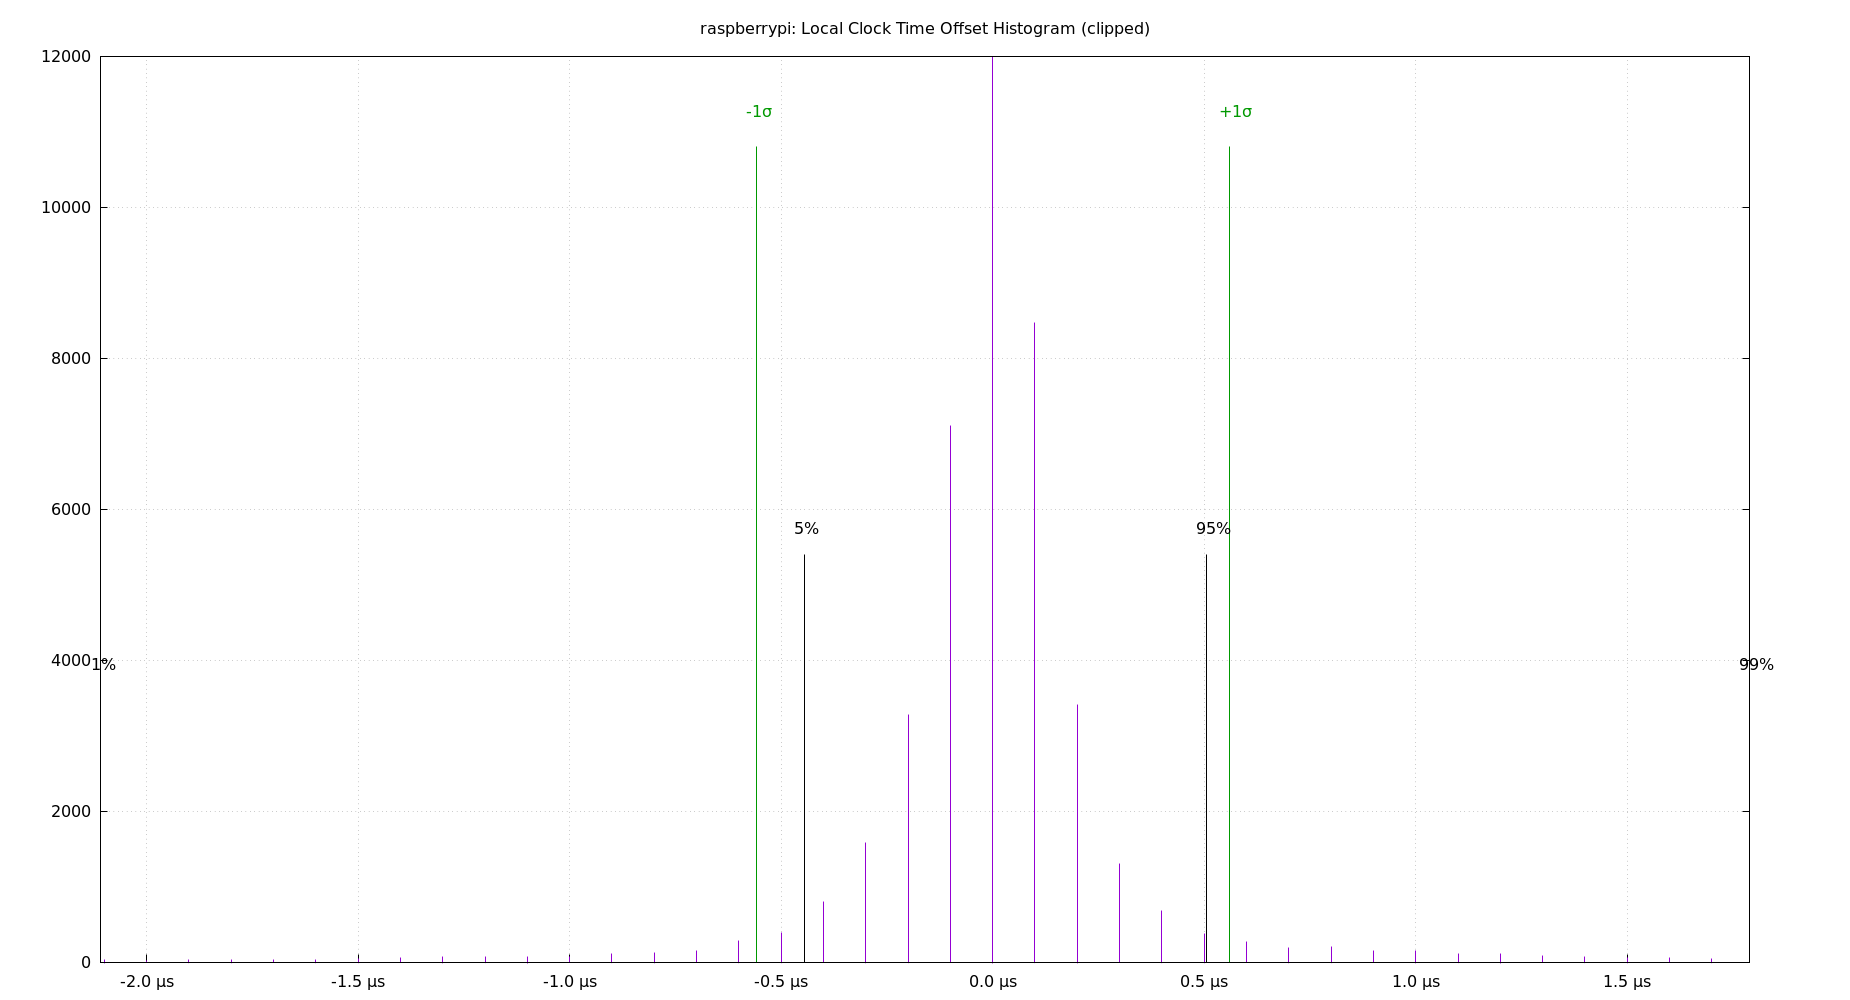 raspberrypi: Local Clock Time Offset Histogram (clipped)
12000
-1σ
+1σ
10000
8000
6000
5%
95%
4000
1%
99%
2000
0
-2.0 µs
-1.5 µs
-1.0 µs
-0.5 µs
0.0 µs
0.5 µs
1.0 µs
1.5 µs